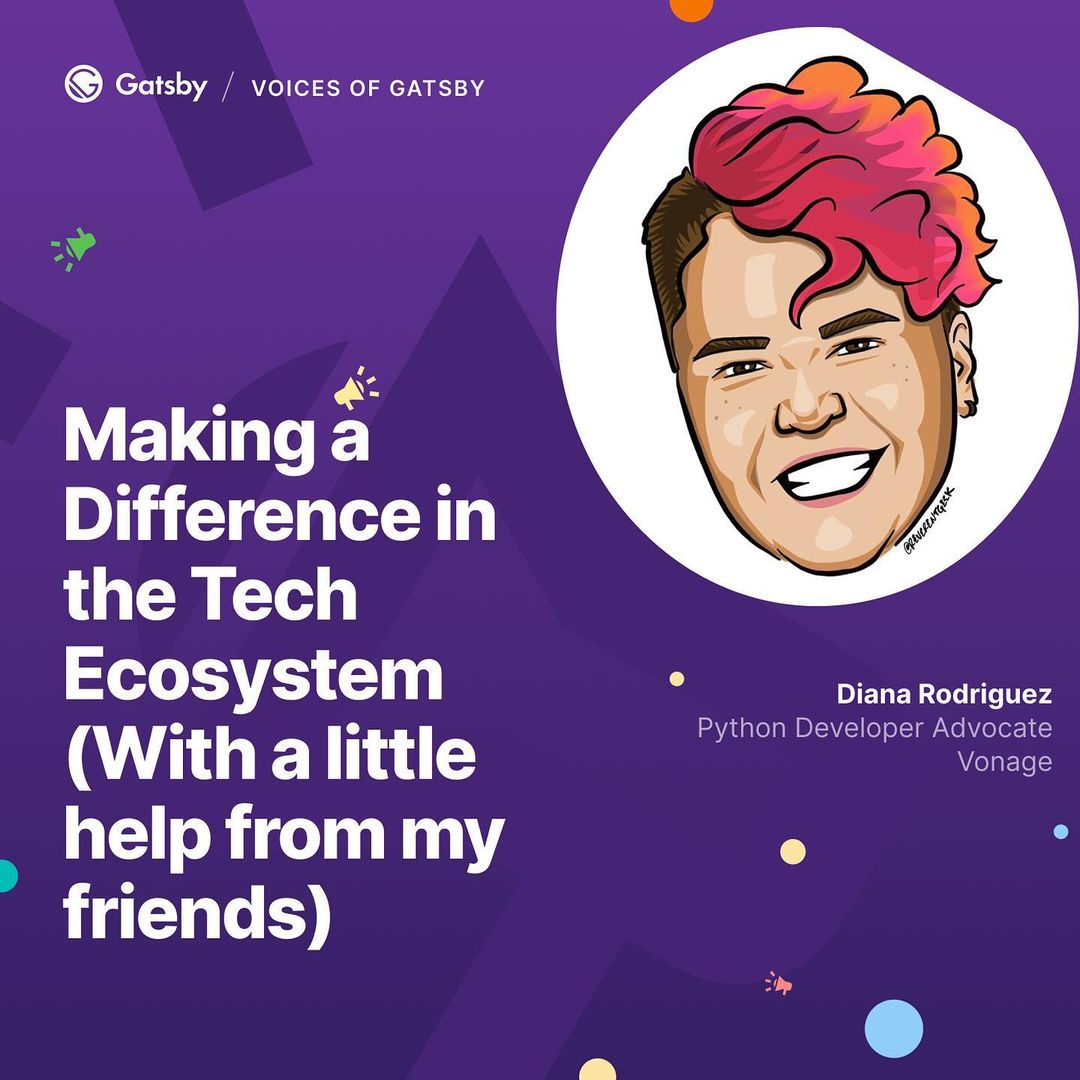 Gatsby / VOICES OF GATSBY
Making a
Difference in
the Tech
Ecosystem
(With a little
help from my
friends)
@REVERENTGEEK
Diana Rodriguez
Python Developer Advocate
Vonage